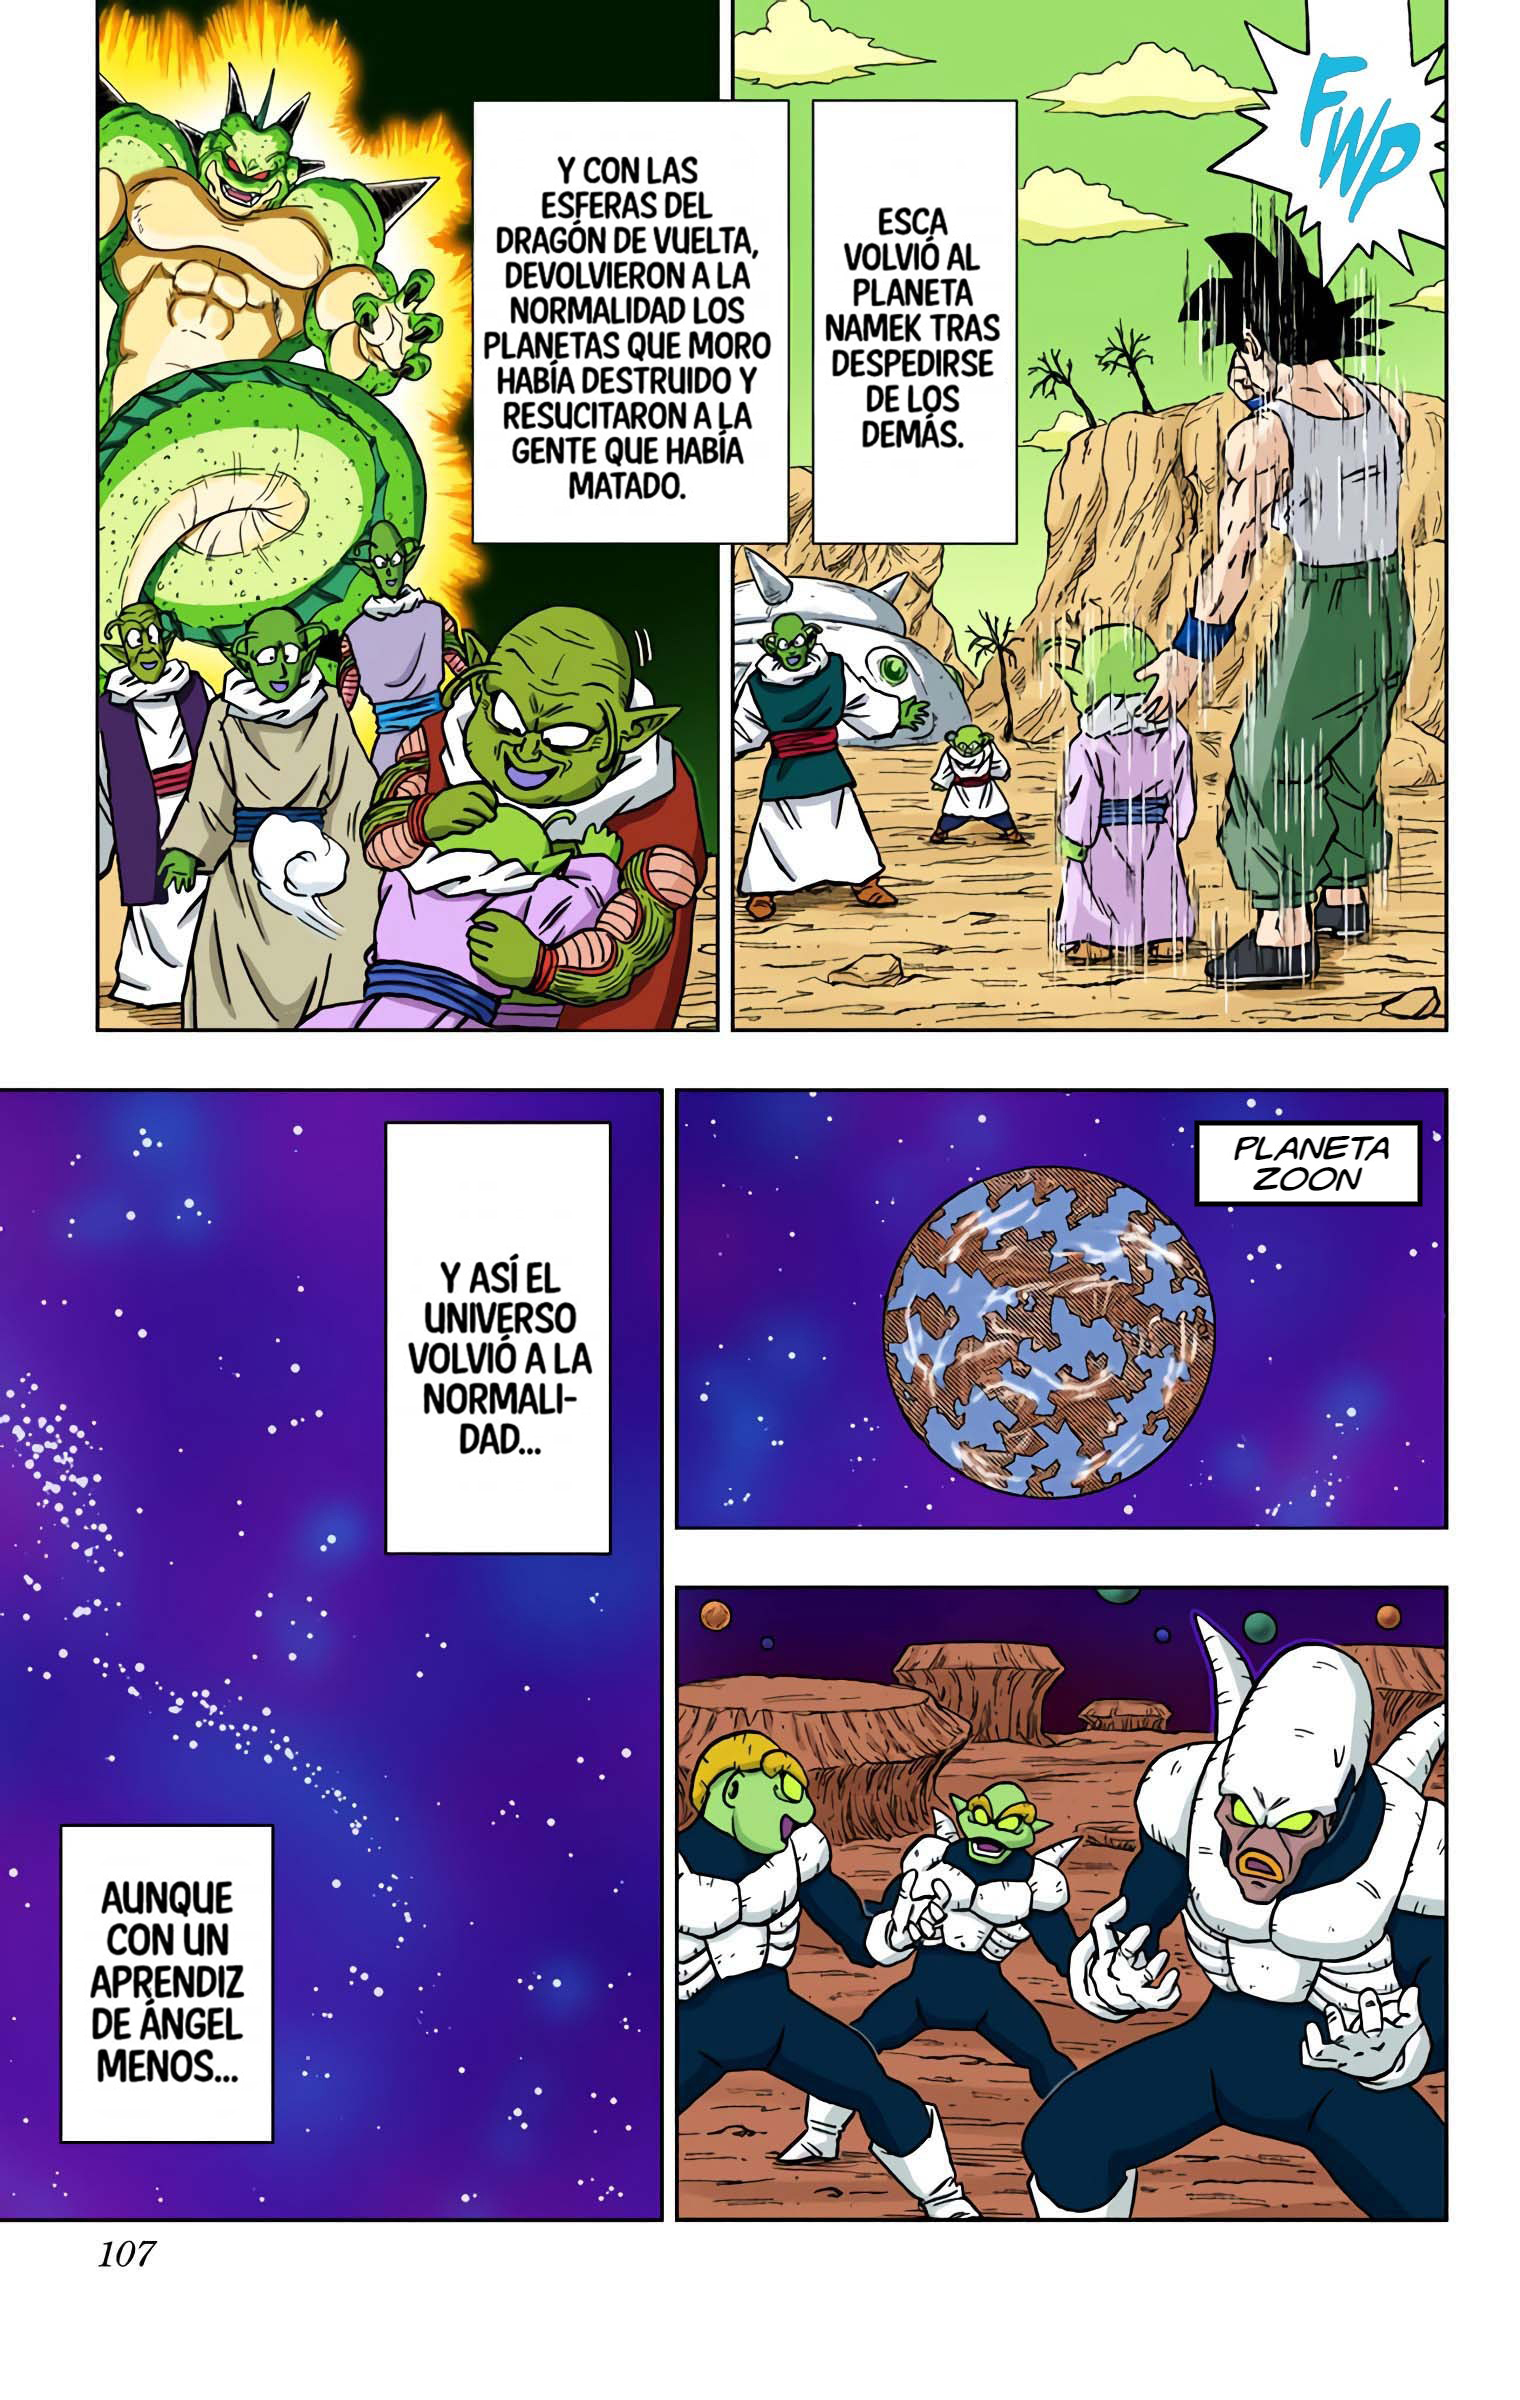 FWP
ESCA
VOLVIÓ AL
PLANETA
NAMEK TRAS
DESPEDIRSE
DE LOS
DEMÁS.
Y CON LAS
ESFERAS DEL
DRAGÓN DE VUELTA,
DEVOLVIERON A LA
NORMALIDAD LOS
PLANETAS QUE MORO
HABÍA DESTRUIDO Y
RESUCITARON A LA
GENTE QUE HABÍA
MATADO.
PLANETA
ZOON
Y ASÍ EL
UNIVERSO
VOLVIÓ A LA
NORMALI-
DAD...
AUNQUE
CON UN
APRENDIZ
DE ÁNGEL
MENOS...
107